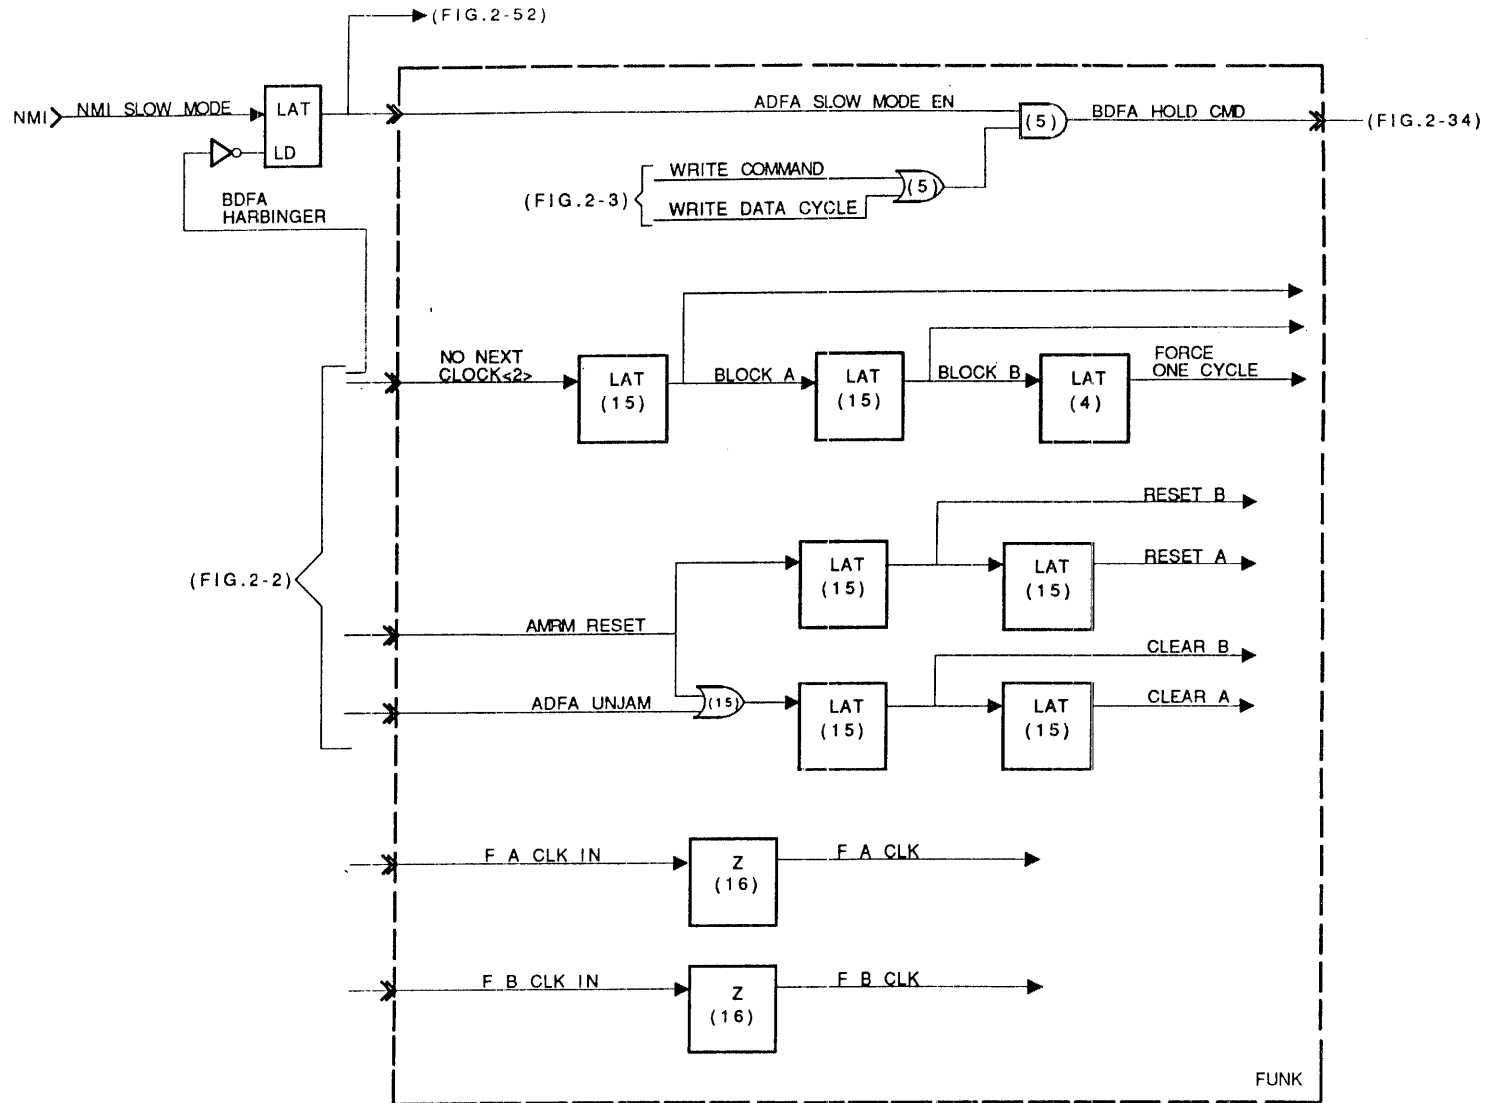 (FIG.2-52)
NMI
NMI SLOW MODE
LAT
LD
ADFA SLOW MODE EN
(5)
BDFA HOLD CMD
(FIG.2-34)
BDFA
HARBINGER
(FIG.2-3)
WRITE COMMAND
WRITE DATA CYCLE
(5)
NO NEXT
CLOCK<2>
LAT
(15)
BLOCK A
LAT
(15)
BLOCK B
LAT
(4)
FORCE
ONE CYCLE
(FIG.2-2)
AMRM RESET
LAT
(15)
RESET B
LAT
(15)
RESET A
ADFA UNJAM
(15)
LAT
(15)
CLEAR B
LAT
(15)
CLEAR A
F A CLK IN
Z
(16)
F A CLK
F B CLK IN
Z
(16)
F B CLK
FUNK